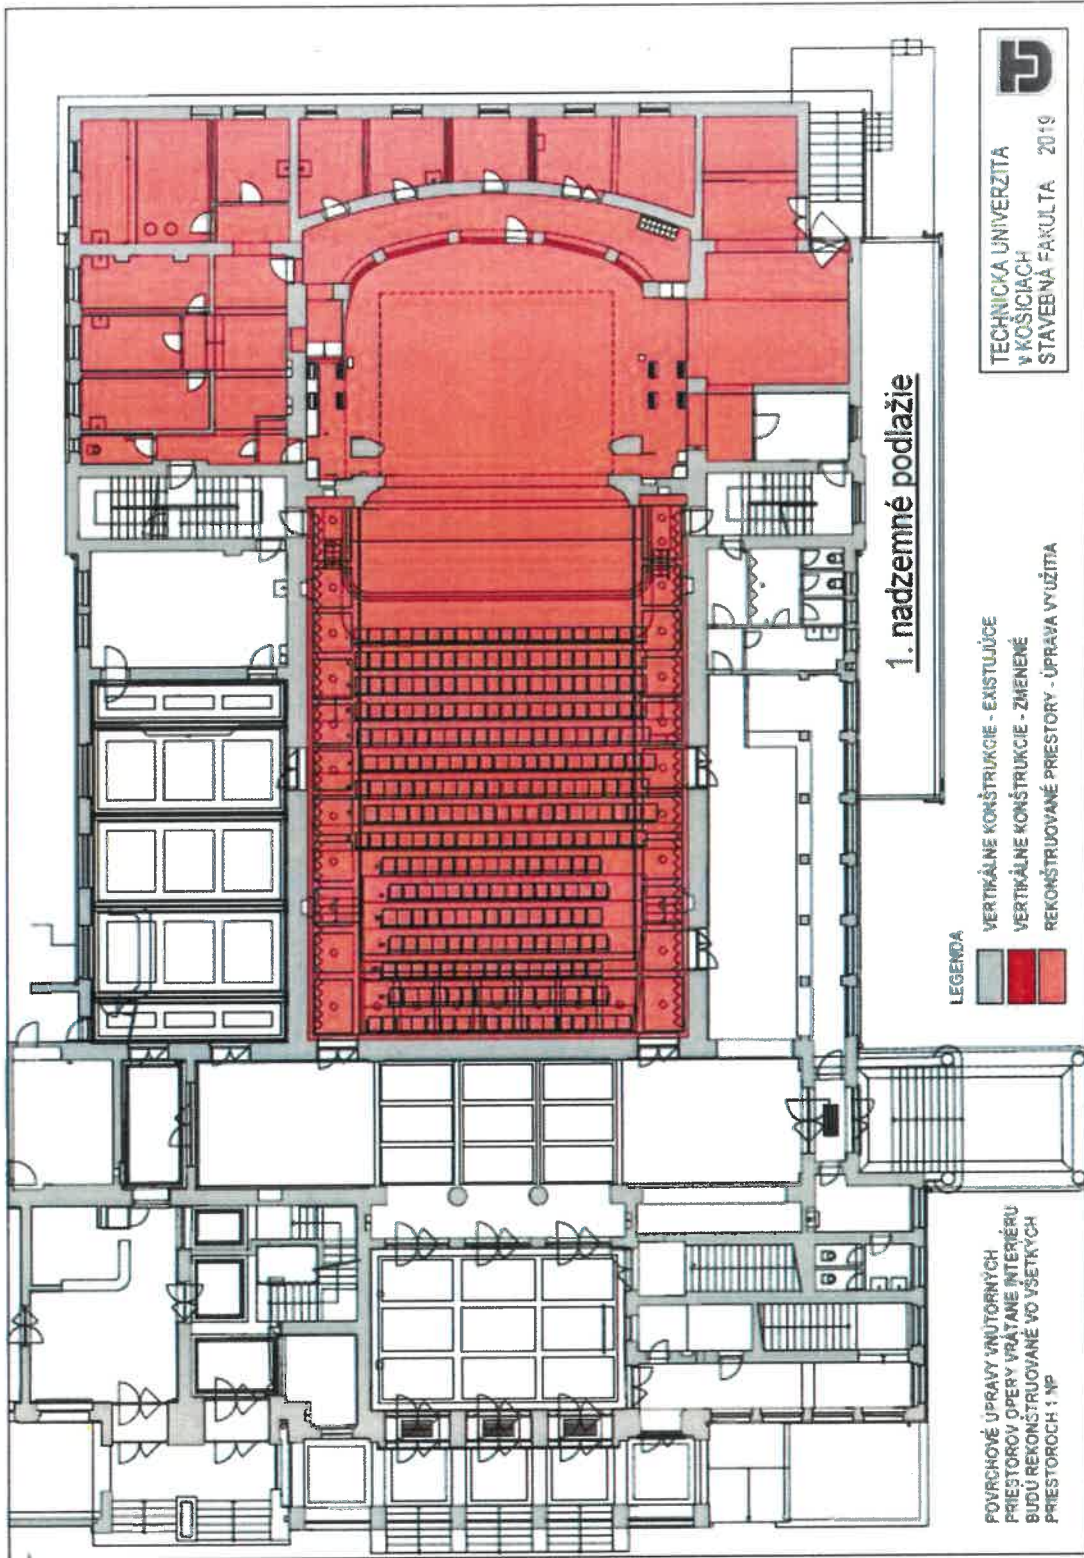 TECHNICKÁ UNIVERZITA
V KOŠICIACH
STAVEBNÁ FAKULTA 2019
1. nadzemné podlažie
LEGENDA
VERTIKÁLNE KONŠTRUKCIE - EXISTUJÚCE
VERTIKÁLNE KONŠTRUKCIE - ZMENENÉ
REKONŠTRUOVANÉ PRIESTORY - ÚPRAVA VYUŽITIA
POVRCHOVÉ ÚPRAVY VNÚTORNÝCH
PRIESTOROV OPERY VRÁTANE INTERIÉRU
BUDÚ REKONŠTRUOVANÉ VO VŠETKÝCH
PRIESTOROCH 1.NP